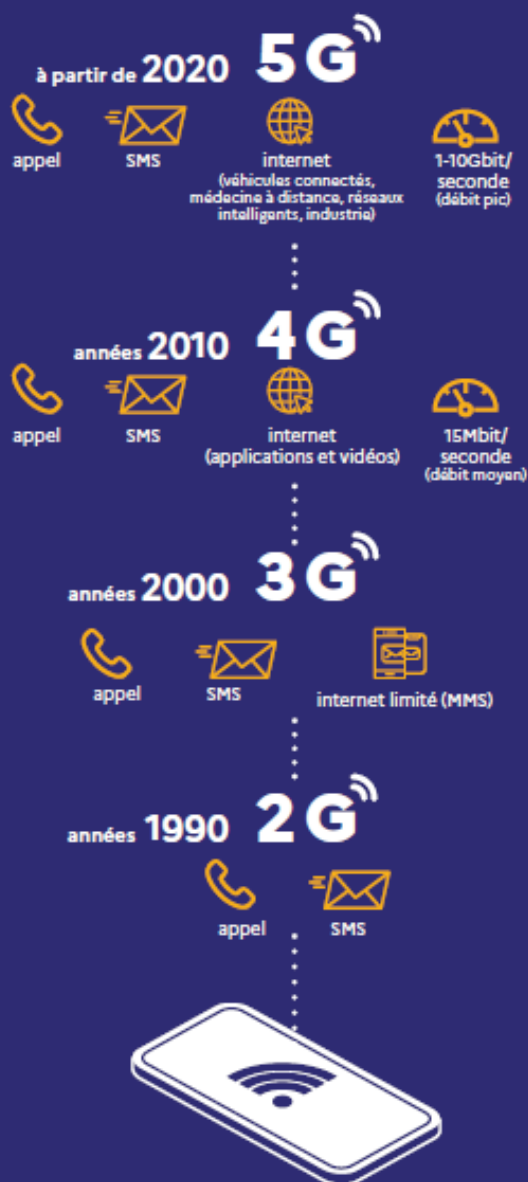 à partir de 2020 5G
appel
SMS
internet
(véhicules connectés,
médecine à distance, réseaux
intelligents, industrie)
1-10Gbit/
seconde
(débit pic)
années 2010 4G
appel
SMS
internet
(applications et vidéos)
15Mbit/
seconde
(débit moyen)
années 2000 3G
appel
SMS
internet limité (MMS)
années 1990 2G
appel
SMS